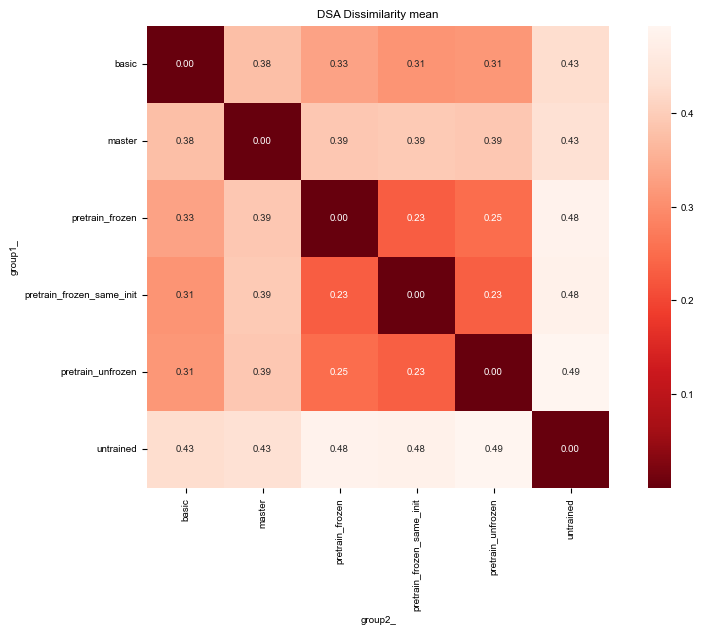 DSA Dissimilarity mean
basic 0.00 0.38 0.33 0.31 0.31 0.43
master 0.38 0.00 0.39 0.39 0.39 0.43
pretrain_frozen 0.33 0.39 0.00 0.23 0.25 0.48
pretrain_frozen_same_init 0.31 0.39 0.23 0.00 0.23 0.48
pretrain_unfrozen 0.31 0.39 0.25 0.23 0.00 0.49
untrained 0.43 0.43 0.48 0.48 0.49 0.00
group1_
basic
master
pretrain_frozen
pretrain_frozen_same_init
pretrain_unfrozen
untrained
group2_
0.4
0.3
0.2
0.1